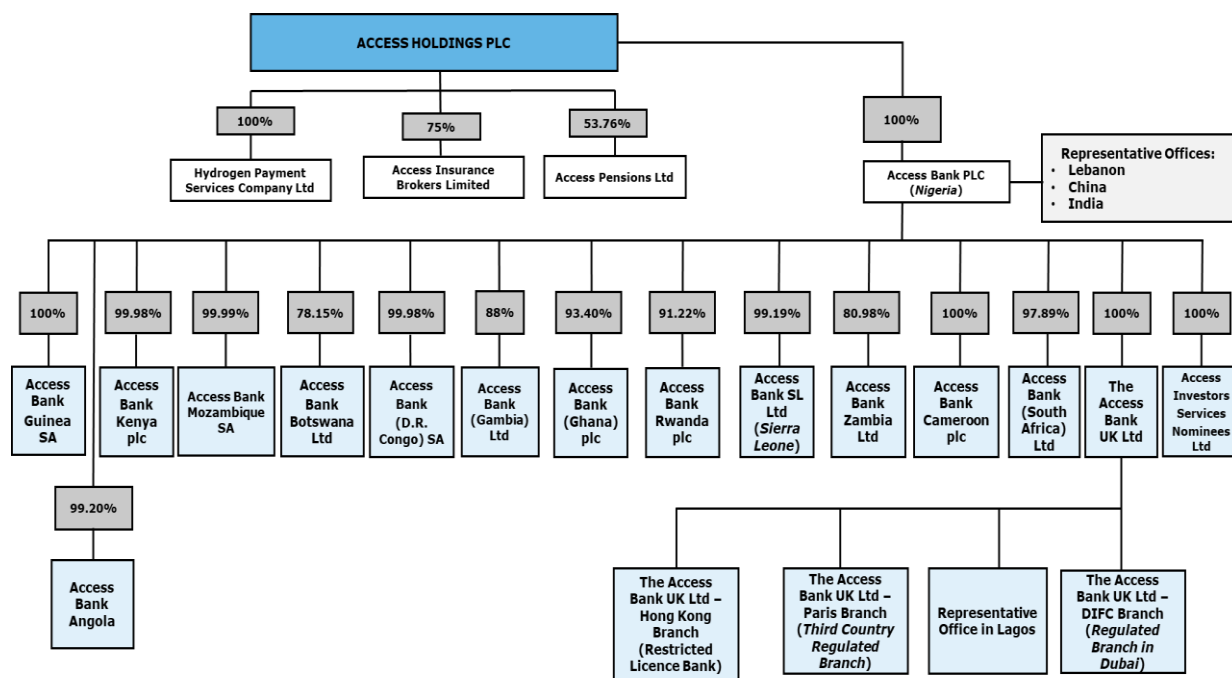 ACCESS HOLDINGS PLC
100%
75%
53.76%
100%
Hydrogen Payment
Services Company Ltd
Access Insurance
Brokers Limited
Access Pensions Ltd
Access Bank PLC
(Nigeria)
Representative Offices:
• Lebanon
• China
• India
100%
99.98%
99.99%
78.15%
99.98%
88%
93.40%
91.22%
99.19%
80.98%
100%
97.89%
100%
100%
Access
Bank
Guinea
SA
Access
Bank
Kenya
plc
Access Bank
Mozambique
SA
Access
Bank
Botswana
Ltd
Access
Bank
(D.R.
Congo) SA
Access
Bank
(Gambia)
Ltd
Access
Bank
(Ghana)
plc
Access
Bank
Rwanda
plc
Access
Bank SL
Ltd
(Sierra
Leone)
Access
Bank
Zambia
Ltd
Access
Bank
Cameroon
plc
Access
Bank
(South
Africa)
Ltd
The
Access
Bank
UK Ltd
Access
Investors
Services
Nominees
Ltd
99.20%
Access
Bank
Angola
The Access
Bank UK Ltd –
Hong Kong
Branch
(Restricted
Licence Bank)
The Access
Bank UK Ltd –
Paris Branch
(Third Country
Regulated
Branch)
Representative
Office in Lagos
The Access
Bank UK Ltd –
DIFC Branch
(Regulated
Branch in
Dubai)